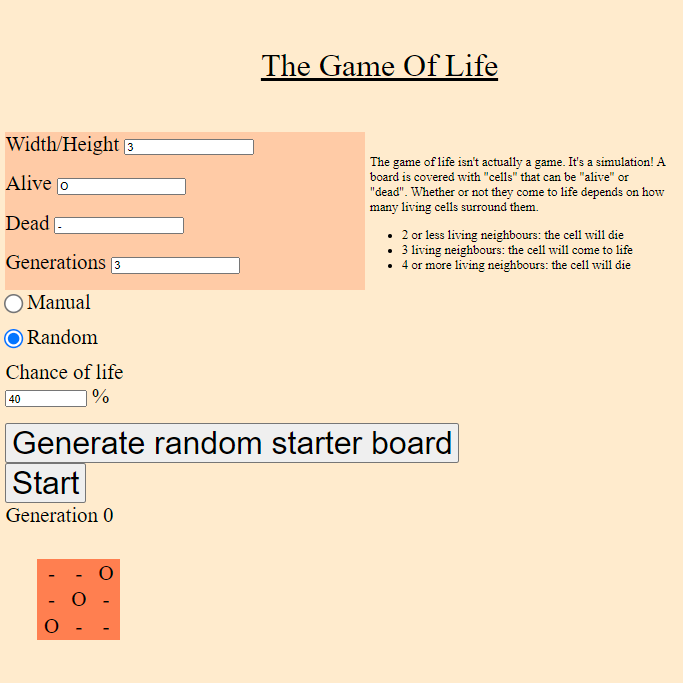 The Game Of Life
Width/Height 3
Alive O
Dead -
Generations 3
The game of life isn't actually a game. It's a simulation! A
board is covered with "cells" that can be "alive" or
"dead". Whether or not they come to life depends on how
many living cells surround them.
• 2 or less living neighbours: the cell will die
• 3 living neighbours: the cell will come to life
• 4 or more living neighbours: the cell will die
Manual
Random
Chance of life
40 %
Generate random starter board
Start
Generation 0
- - O
- O -
O - -